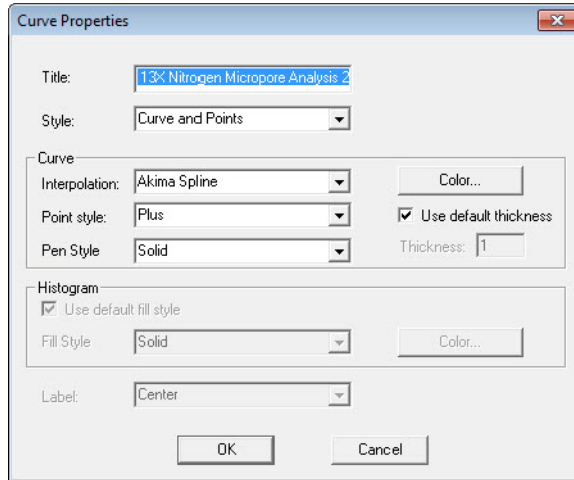 Curve Properties
Title: 13X Nitrogen Micropore Analysis 2
Style: Curve and Points
Curve
Interpolation: Akima Spline Color...
Point style: Plus Use default thickness
Pen Style Solid Thickness: 1
Histogram
Use default fill style
Fill Style Solid Color...
Label: Center
OK Cancel